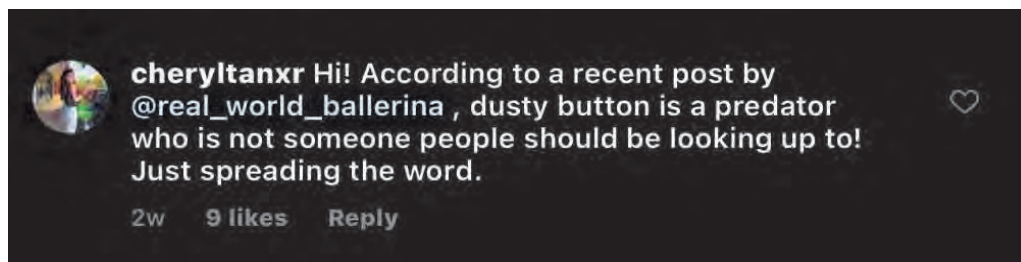 cheryltanxr Hi! According to a recent post by
@real_world_ballerina , dusty button is a predator
who is not someone people should be looking up to!
Just spreading the word.
2w 9 likes Reply